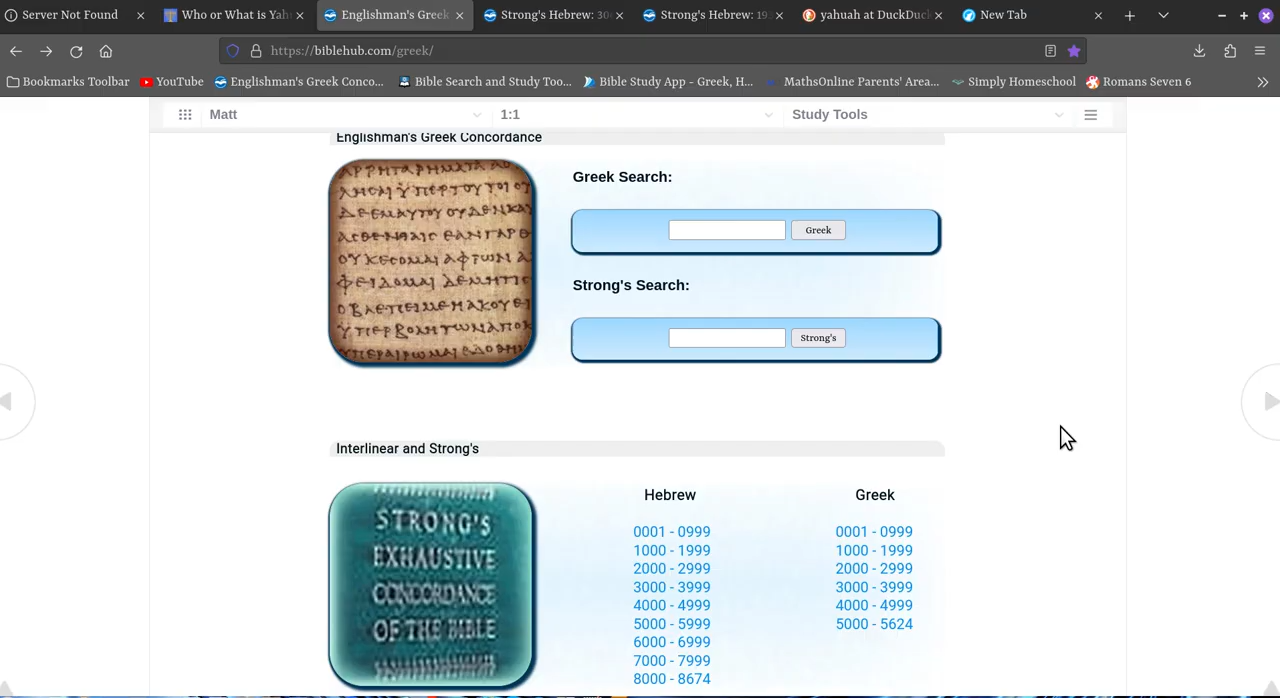 Server Not Found
Who or What is Yah
Englishman's Greek
Strong's Hebrew: 30
Strong's Hebrew: 19
yahuah at DuckDuc
New Tab
https://biblehub.com/greek/
Bookmarks Toolbar
YouTube
Englishman's Greek Conco...
Bible Search and Study Too...
Bible Study App - Greek, H...
MathsOnline Parents' Area...
Simply Homeschool
Romans Seven 6
Matt
1:1
Study Tools
Englishman's Greek Concordance
Greek Search:
Greek
Strong's Search:
Strong's
Interlinear and Strong's
STRONG'S
EXHAUSTIVE
CONCORDANCE
OF THE BIBLE
Hebrew
0001 - 0999
1000 - 1999
2000 - 2999
3000 - 3999
4000 - 4999
5000 - 5999
6000 - 6999
7000 - 7999
8000 - 8674
Greek
0001 - 0999
1000 - 1999
2000 - 2999
3000 - 3999
4000 - 4999
5000 - 5624